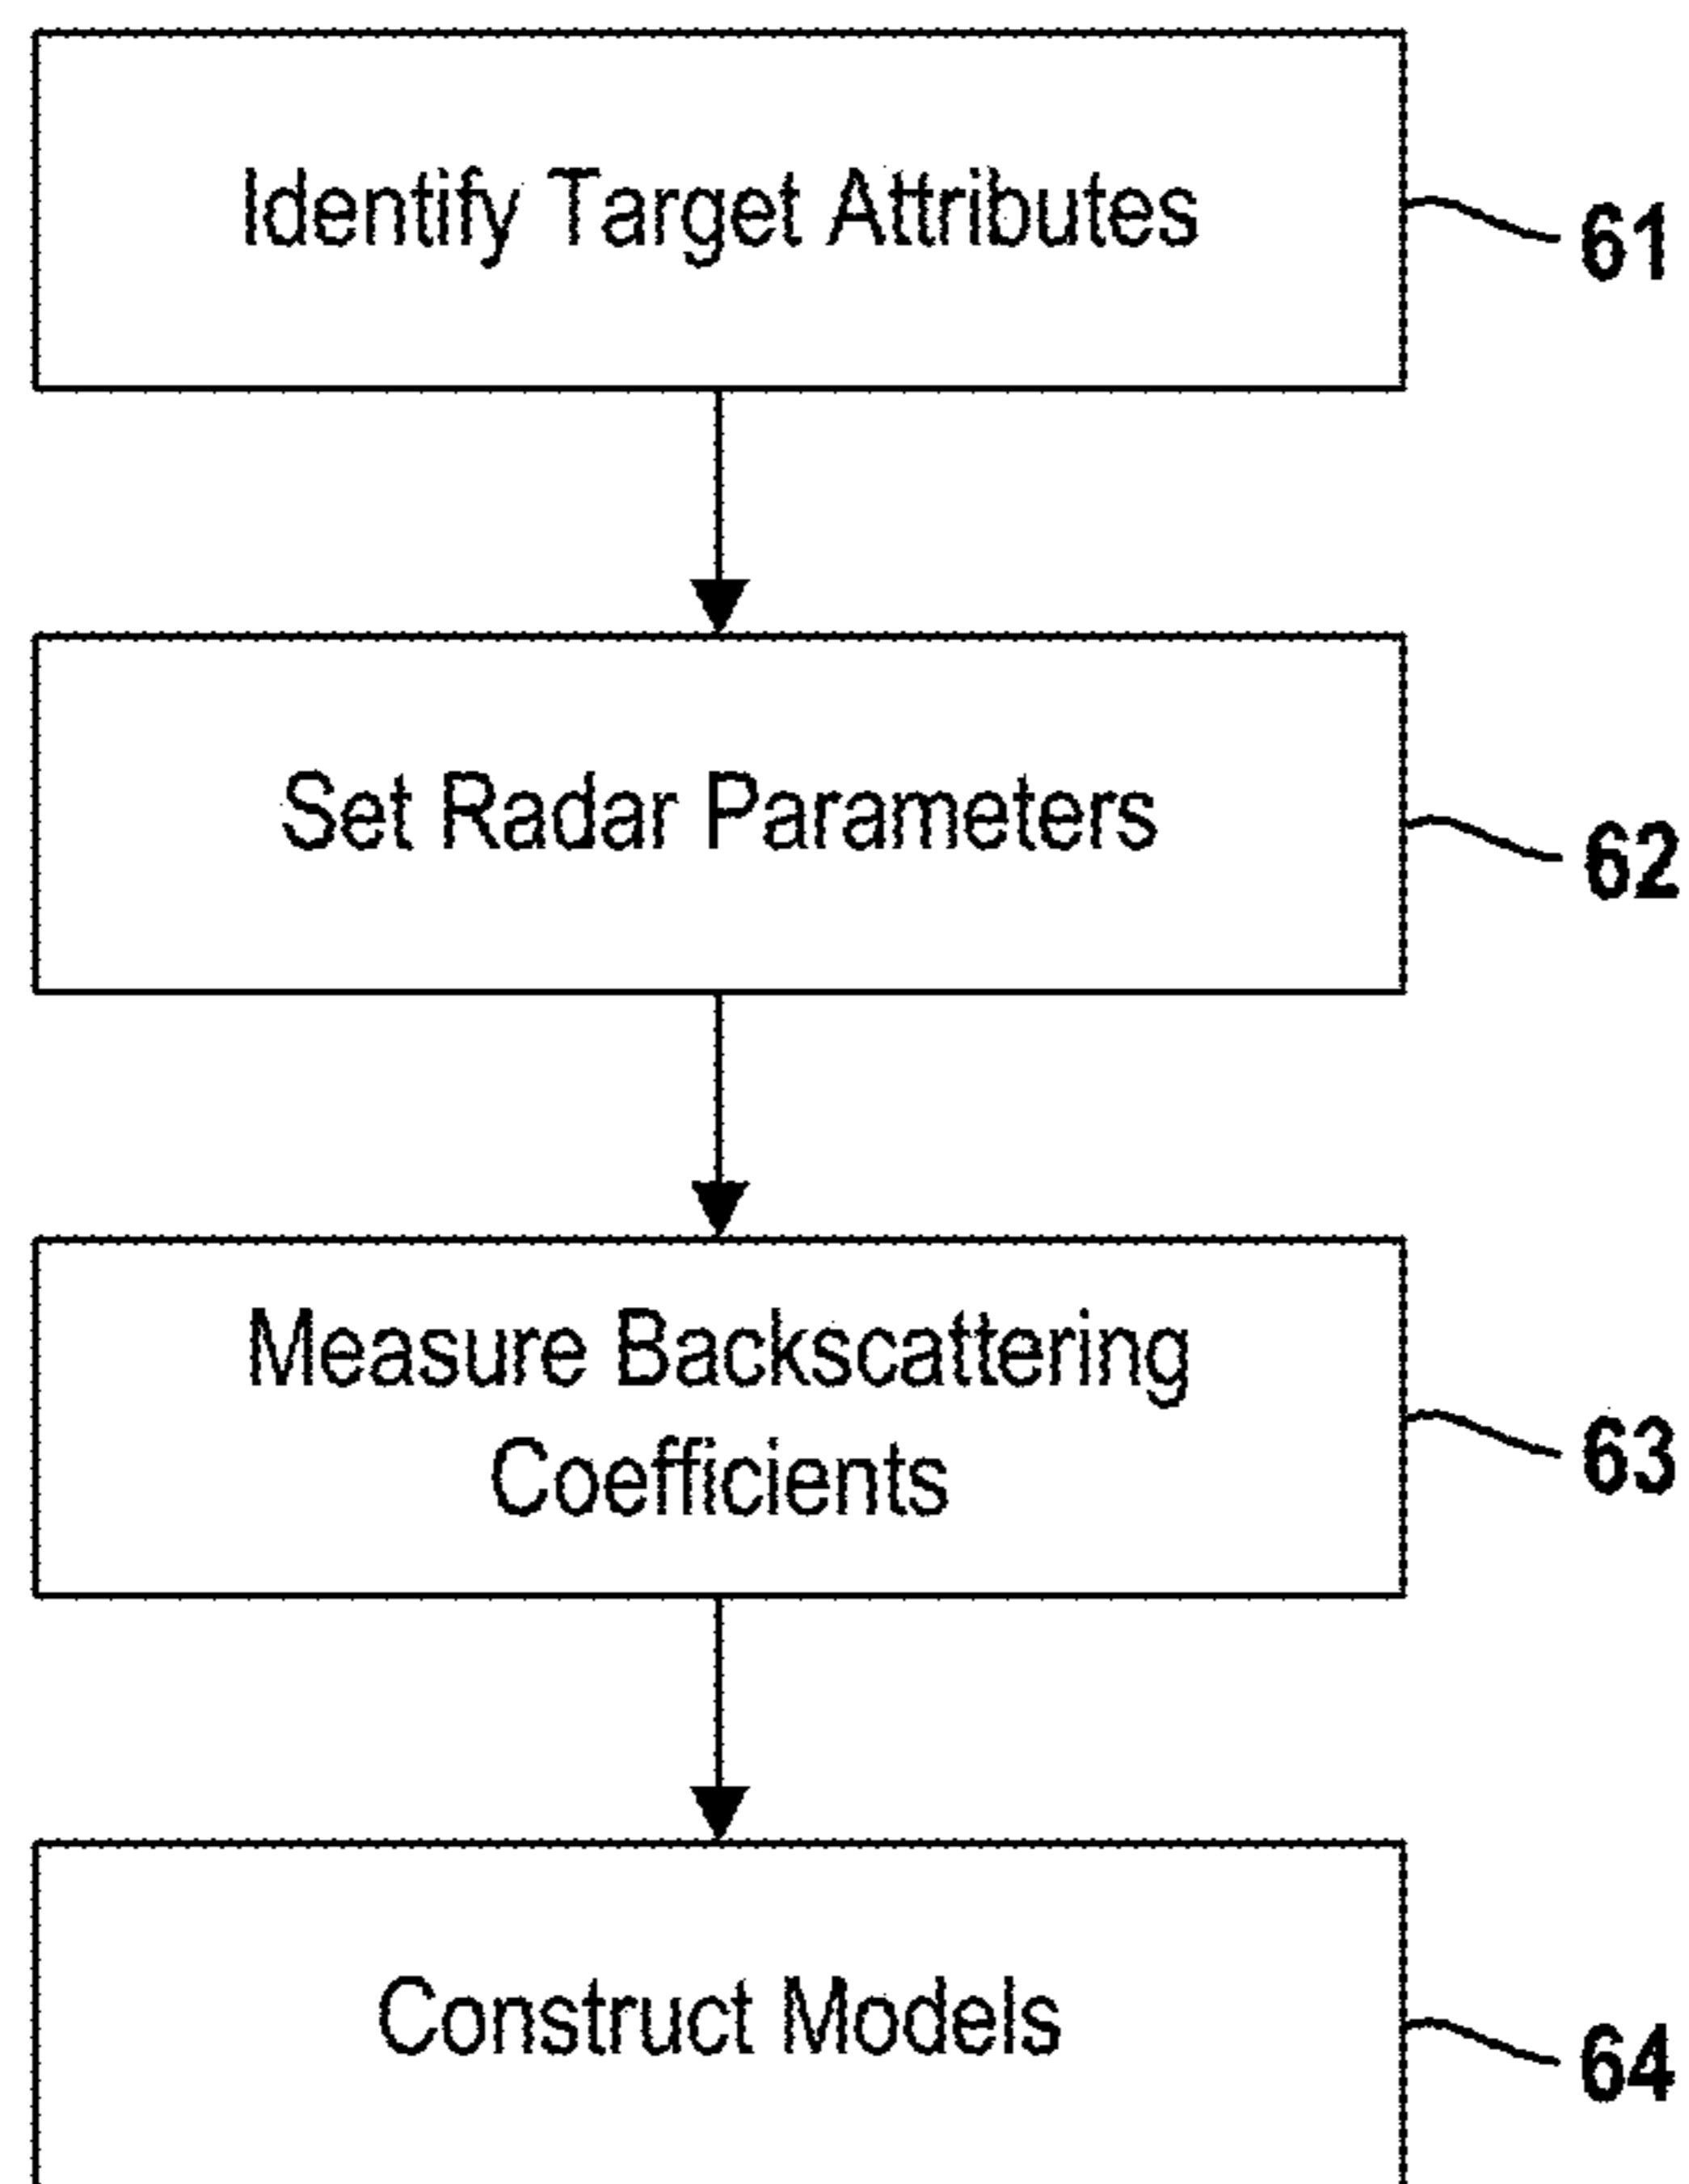 Identify Target Attributes
61
Set Radar Parameters
62
Measure Backscattering
Coefficients
63
Construct Models
64